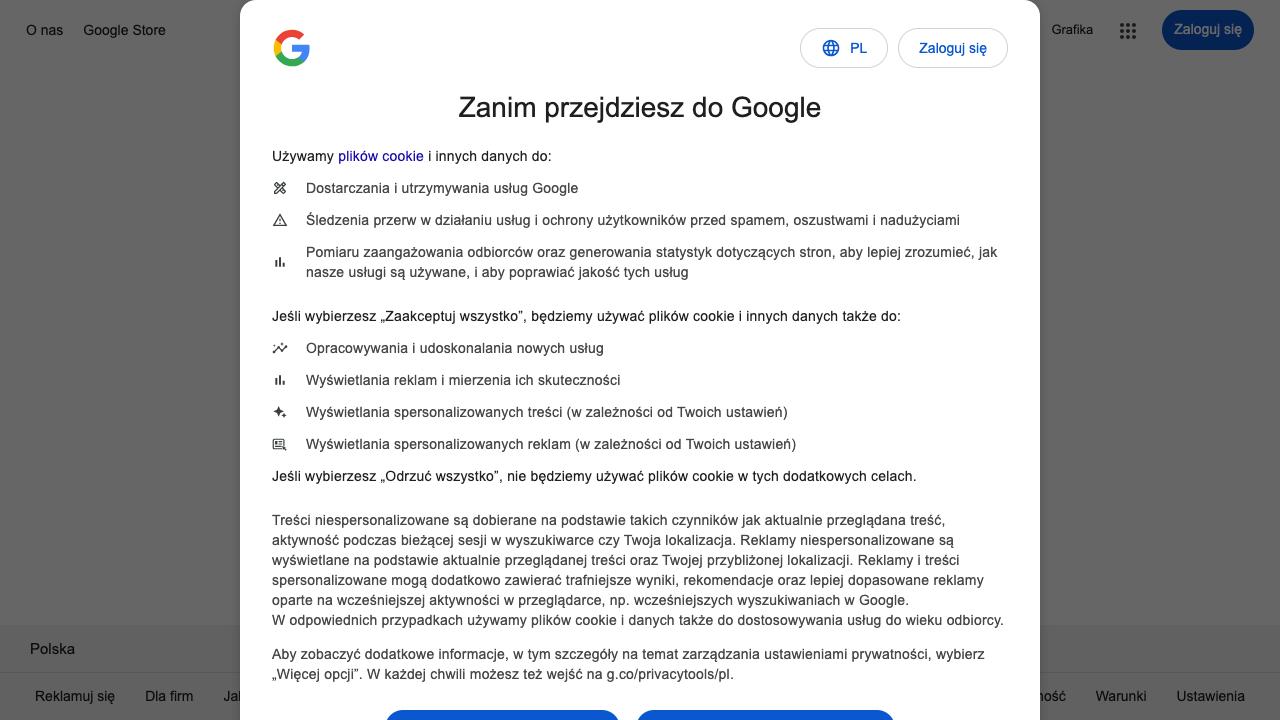 O nas Google Store
Grafika Zaloguj się
PL Zaloguj się
Zanim przejdziesz do Google
Używamy plików cookie i innych danych do:
Dostarczania i utrzymywania usług Google
Śledzenia przerw w działaniu usług i ochrony użytkowników przed spamem, oszustwami i nadużyciami
Pomiaru zaangażowania odbiorców oraz generowania statystyk dotyczących stron, aby lepiej zrozumieć, jak
nasze usługi są używane, i aby poprawiać jakość tych usług
Jeśli wybierzesz „Zaakceptuj wszystko”, będziemy używać plików cookie i innych danych także do:
Opracowywania i udoskonalania nowych usług
Wyświetlania reklam i mierzenia ich skuteczności
Wyświetlania spersonalizowanych treści (w zależności od Twoich ustawień)
Wyświetlania spersonalizowanych reklam (w zależności od Twoich ustawień)
Jeśli wybierzesz „Odrzuć wszystko”, nie będziemy używać plików cookie w tych dodatkowych celach.
Treści niespersonalizowane są dobierane na podstawie takich czynników jak aktualnie przeglądana treść,
aktywność podczas bieżącej sesji w wyszukiwarce czy Twoja lokalizacja. Reklamy niespersonalizowane są
wyświetlane na podstawie aktualnie przeglądanej treści oraz Twojej przybliżonej lokalizacji. Reklamy i treści
spersonalizowane mogą dodatkowo zawierać trafniejsze wyniki, rekomendacje oraz lepiej dopasowane reklamy
oparte na wcześniejszej aktywności w przeglądarce, np. wcześniejszych wyszukiwaniach w Google.
W odpowiednich przypadkach używamy plików cookie i danych także do dostosowywania usług do wieku odbiorcy.
Aby zobaczyć dodatkowe informacje, w tym szczegóły na temat zarządzania ustawieniami prywatności, wybierz
„Więcej opcji”. W każdej chwili możesz też wejść na g.co/privacytools/pl.
Polska
Reklamuj się Dla firm Warunki Ustawienia